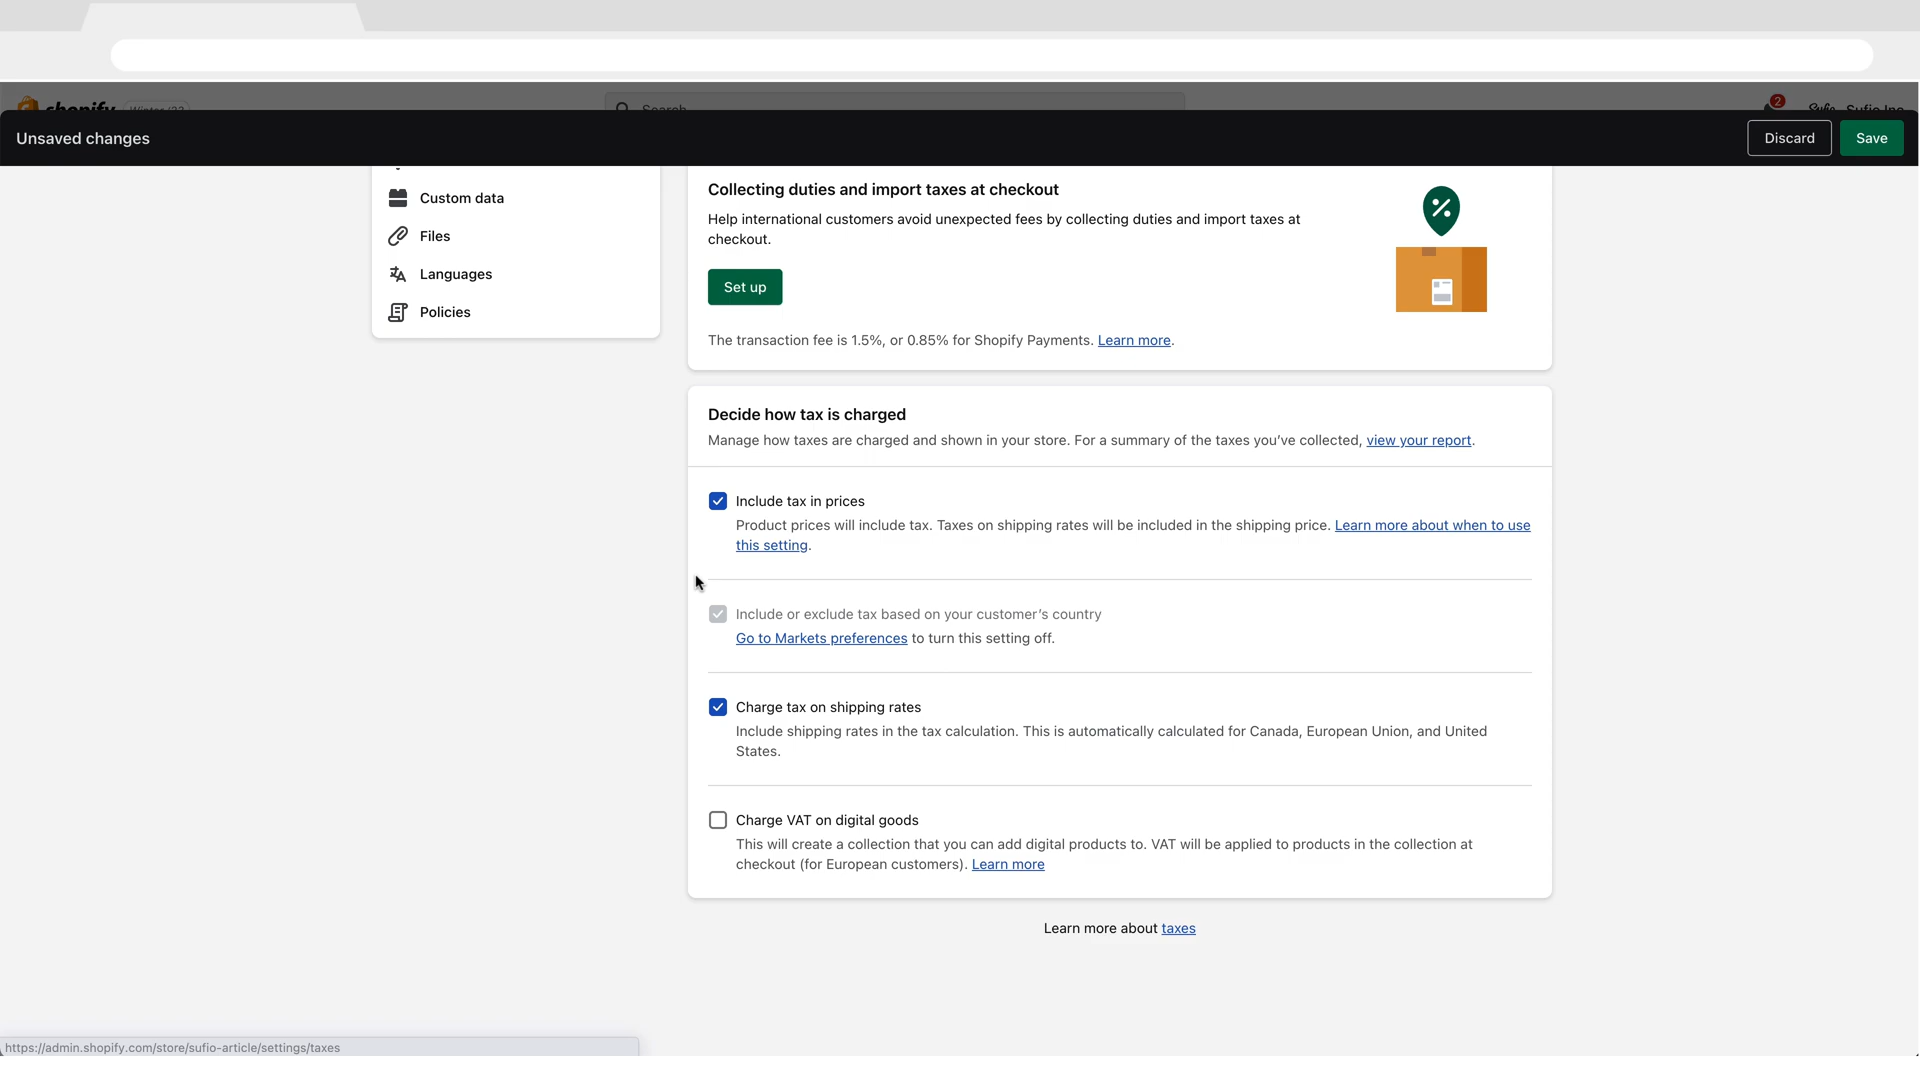 shopify
Search
2
Sufio Inc
Unsaved changes
Discard
Save
Custom data
Files
Languages
Policies
Collecting duties and import taxes at checkout
Help international customers avoid unexpected fees by collecting duties and import taxes at
checkout.
Set up
The transaction fee is 1.5%, or 0.85% for Shopify Payments. Learn more.
Decide how tax is charged
Manage how taxes are charged and shown in your store. For a summary of the taxes you’ve collected, view your report.
Include tax in prices
Product prices will include tax. Taxes on shipping rates will be included in the shipping price. Learn more about when to use
this setting.
Include or exclude tax based on your customer’s country
Go to Markets preferences to turn this setting off.
Charge tax on shipping rates
Include shipping rates in the tax calculation. This is automatically calculated for Canada, European Union, and United
States.
Charge VAT on digital goods
This will create a collection that you can add digital products to. VAT will be applied to products in the collection at
checkout (for European customers). Learn more
Learn more about taxes
https://admin.shopify.com/store/sufio-article/settings/taxes